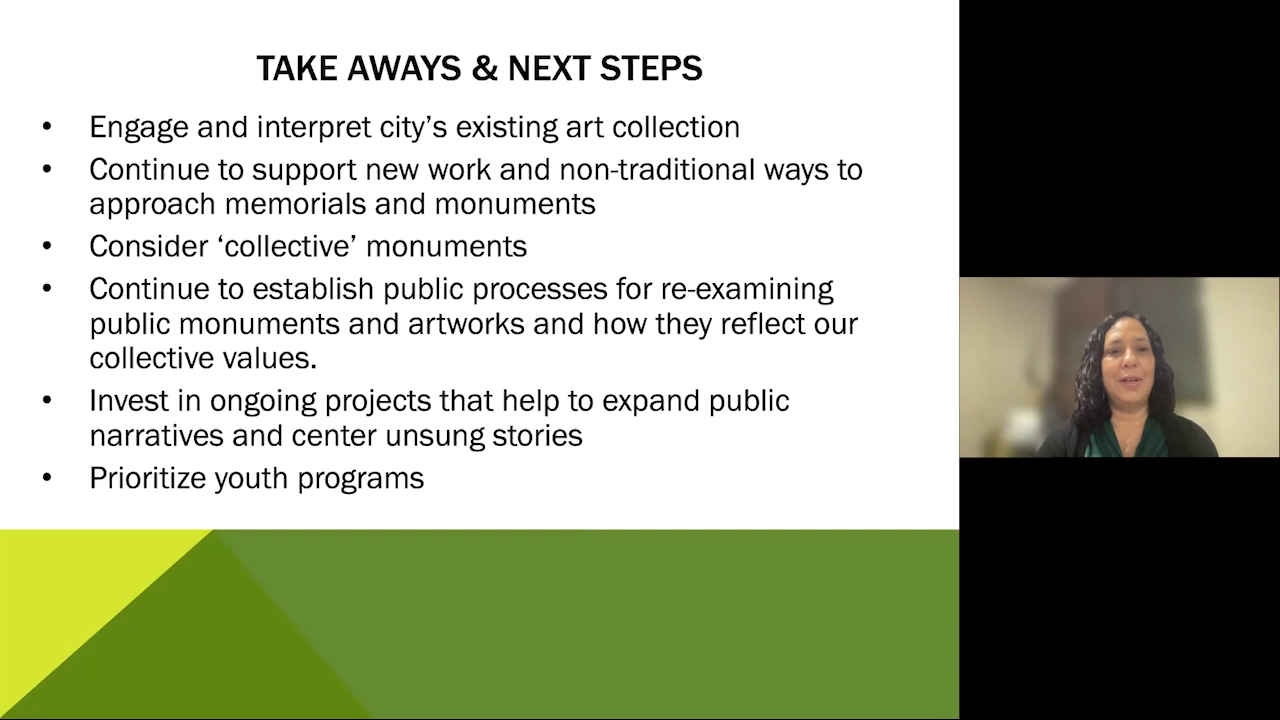 TAKE AWAYS & NEXT STEPS
• Engage and interpret city’s existing art collection
• Continue to support new work and non-traditional ways to
approach memorials and monuments
• Consider ‘collective’ monuments
• Continue to establish public processes for re-examining
public monuments and artworks and how they reflect our
collective values.
• Invest in ongoing projects that help to expand public
narratives and center unsung stories
• Prioritize youth programs